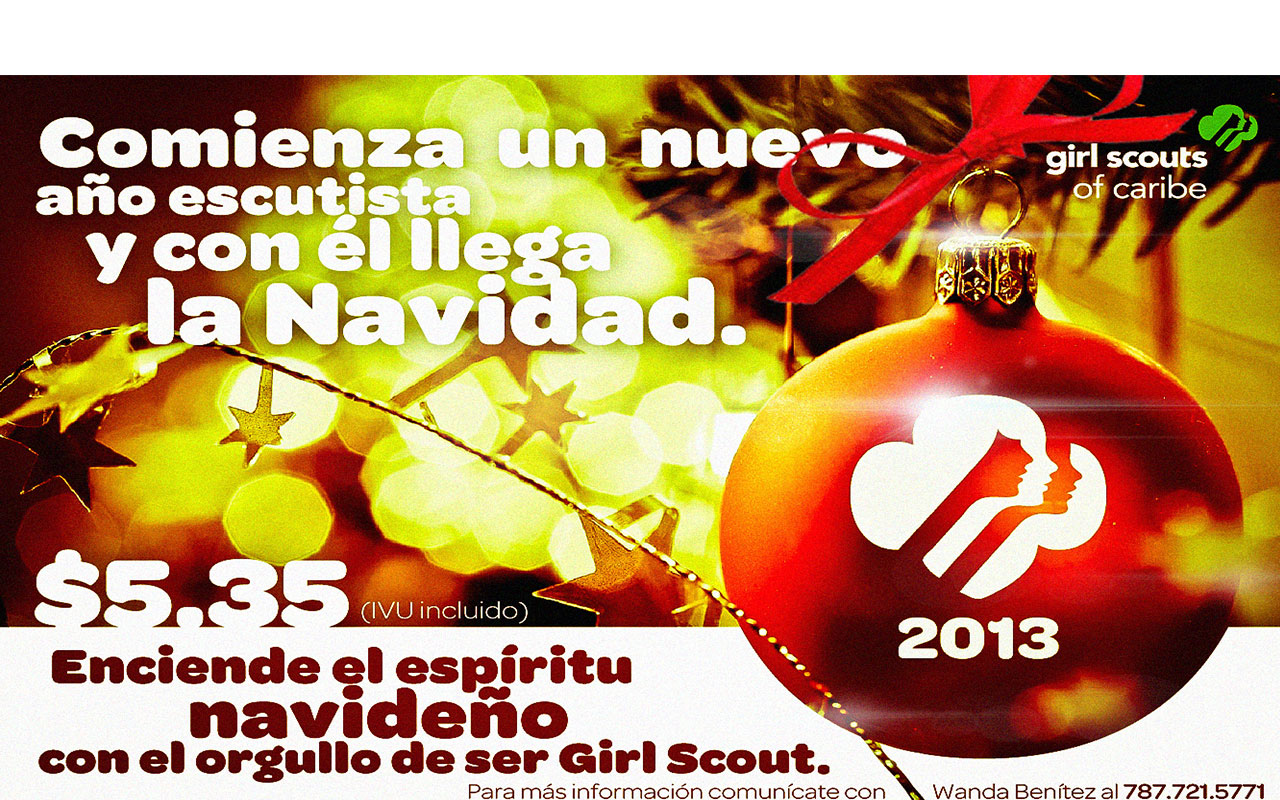 Comienza un nuevo
año escutista
y con él llega
la Navidad.
girl scouts
of caribe
2013
$5.35 (IVU incluido)
Enciende el espíritu
navideño
con el orgullo de ser Girl Scout.
Para más información comunícate con Wanda Benítez al 787.721.5771